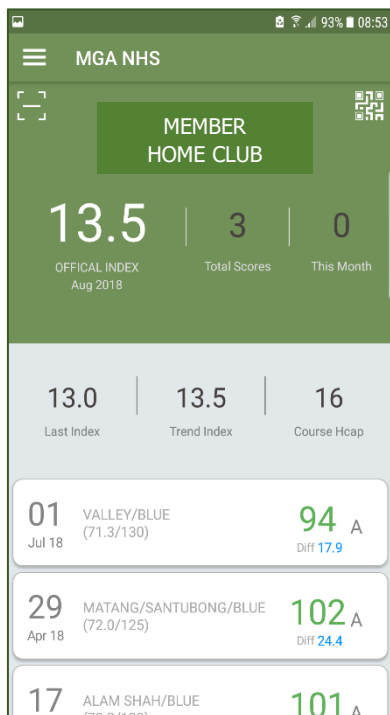 93% 08:53
MGA NHS
MEMBER
HOME CLUB
13.5 3 0
OFFICAL INDEX Total Scores This Month
Aug 2018
13.0 13.5 16
Last Index Trend Index Course Hcap
01 VALLEY/BLUE 94 A
Jul 18 (71.3/130) Diff 17.9
29 MATANG/SANTUBONG/BLUE 102 A
Apr 18 (72.0/125) Diff 24.4
17 ALAM SHAH/BLUE 101 A